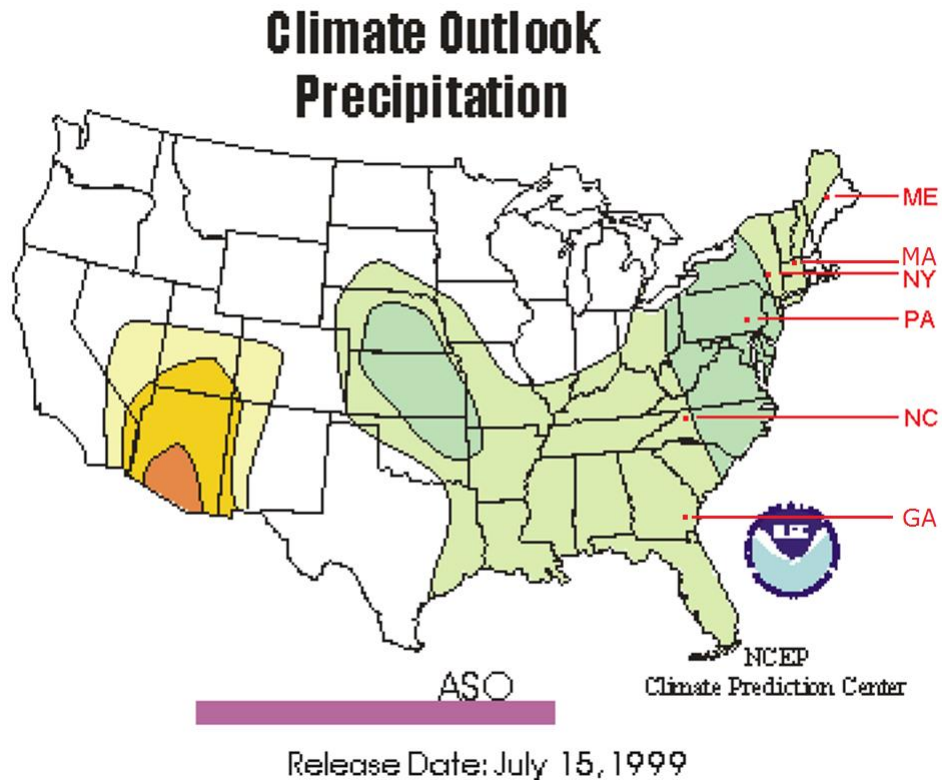 Climate Outlook
Precipitation
ME
MA
NY
PA
NC
GA
NCEP
Climate Prediction Center
ASO
Release Date: July 15, 1999